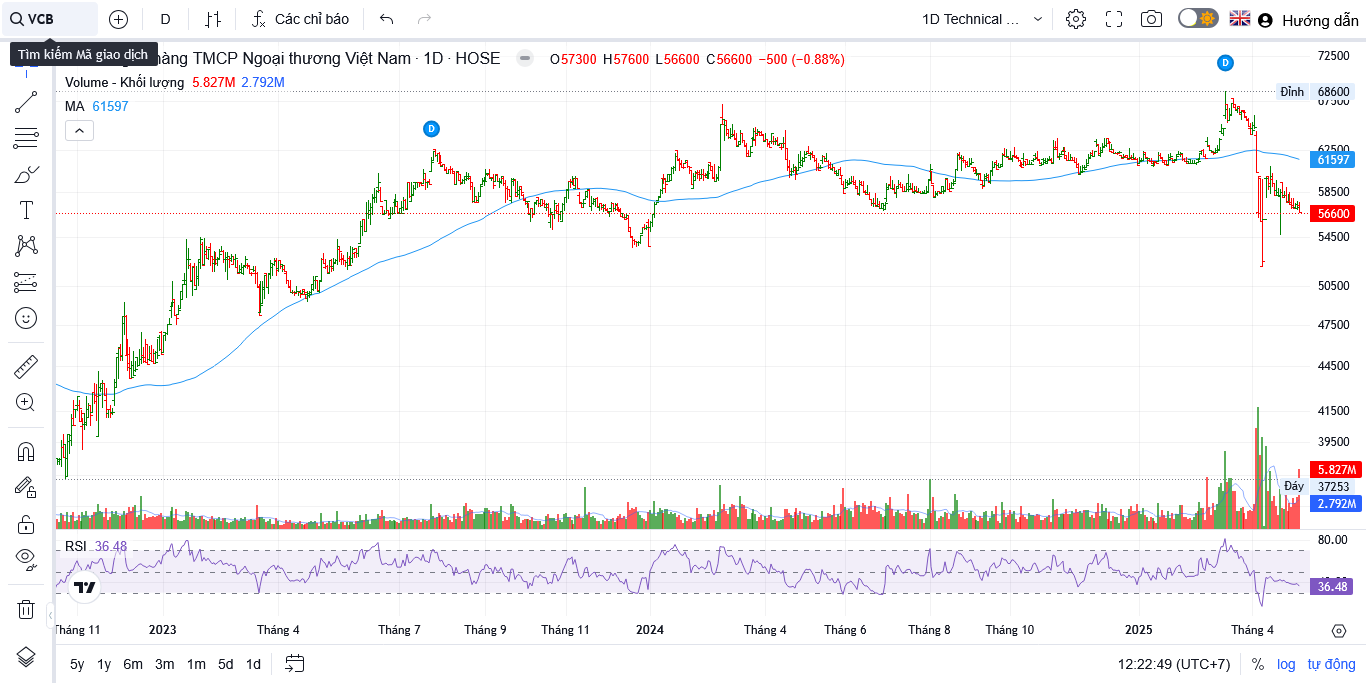 VCB
D
Các chỉ báo
1D Technical ...
Hướng dẫn
Tìm kiếm Mã giao dịch
hàng TMCP Ngoại thương Việt Nam · 1D · HOSE
O57300 H57600 L56600 C56600 −500 (−0.88%)
Volume - Khối lượng 5.827M 2.792M
MA 61597
D
D
72500
Đỉnh 68600
67500
62500
61597
58500
56600
54500
50500
47500
44500
41500
39500
5.827M
Đáy 37253
2.792M
RSI 36.48
80.00
36.48
Tháng 11 2023 Tháng 4 Tháng 7 Tháng 9 Tháng 11 2024 Tháng 4 Tháng 6 Tháng 8 Tháng 10 2025 Tháng 4
5y 1y 6m 3m 1m 5d 1d
12:22:49 (UTC+7) % log tự động